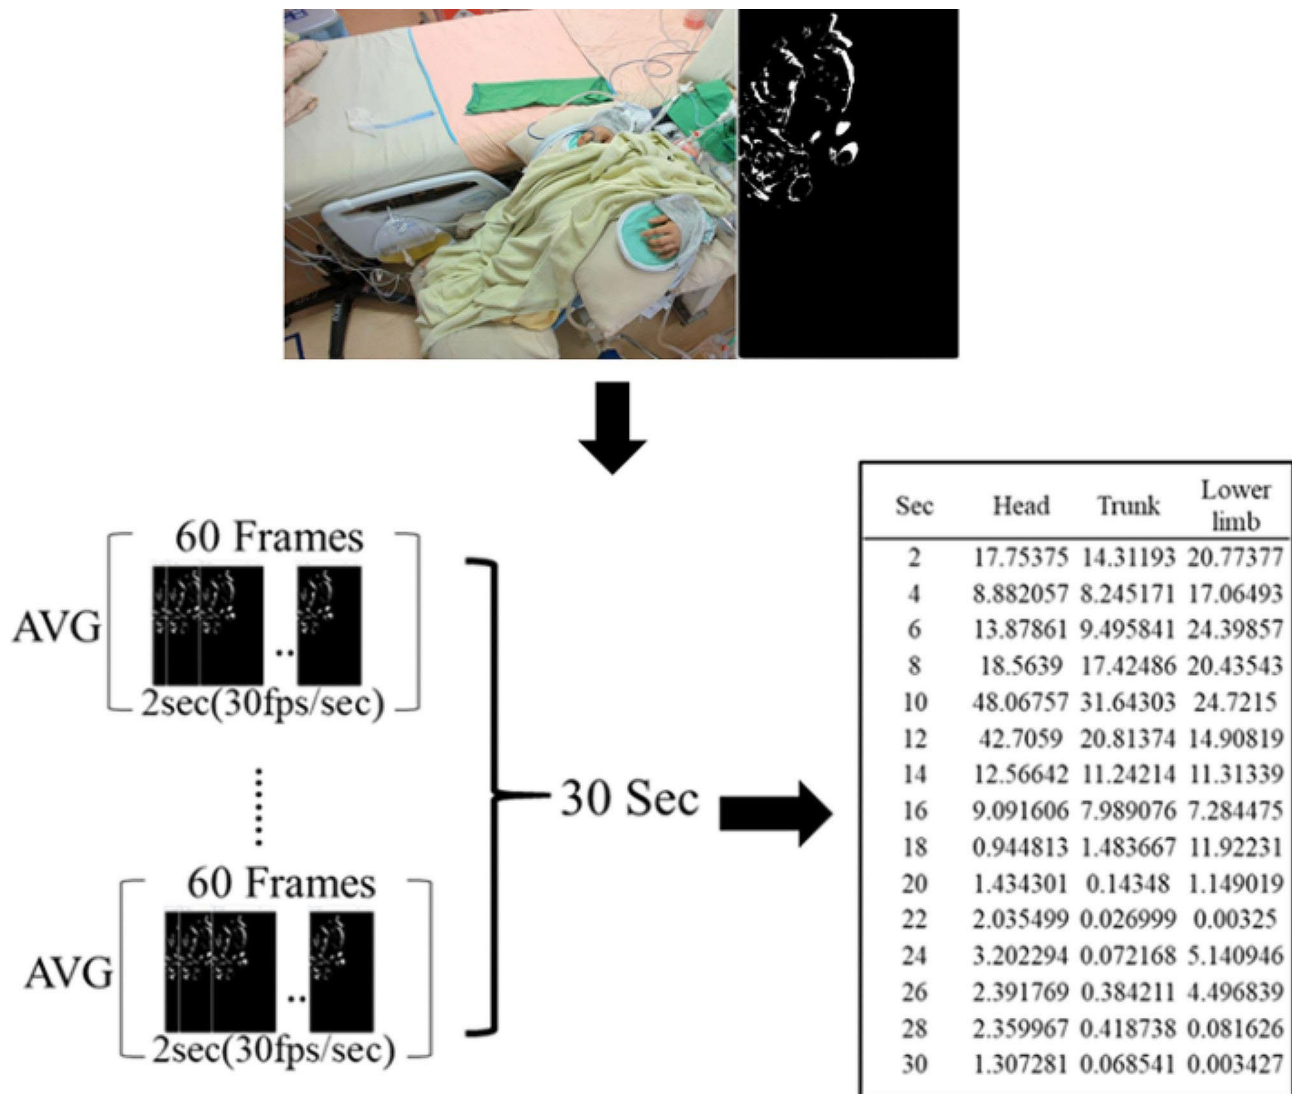 60 Frames
AVG
2sec(30fps/sec)
60 Frames
AVG
2sec(30fps/sec)
30 Sec
Sec Head Trunk Lower limb
2 17.75375 14.31193 20.77377
4 8.882057 8.245171 17.06493
6 13.87861 9.495841 24.39857
8 18.5639 17.42486 20.43543
10 48.06757 31.64303 24.7215
12 42.7059 20.81374 14.90819
14 12.56642 11.24214 11.31339
16 9.091606 7.989076 7.284475
18 0.944813 1.483667 11.92231
20 1.434301 0.14348 1.149019
22 2.035499 0.026999 0.00325
24 3.202294 0.072168 5.140946
26 2.391769 0.384211 4.496839
28 2.359967 0.418738 0.081626
30 1.307281 0.068541 0.003427